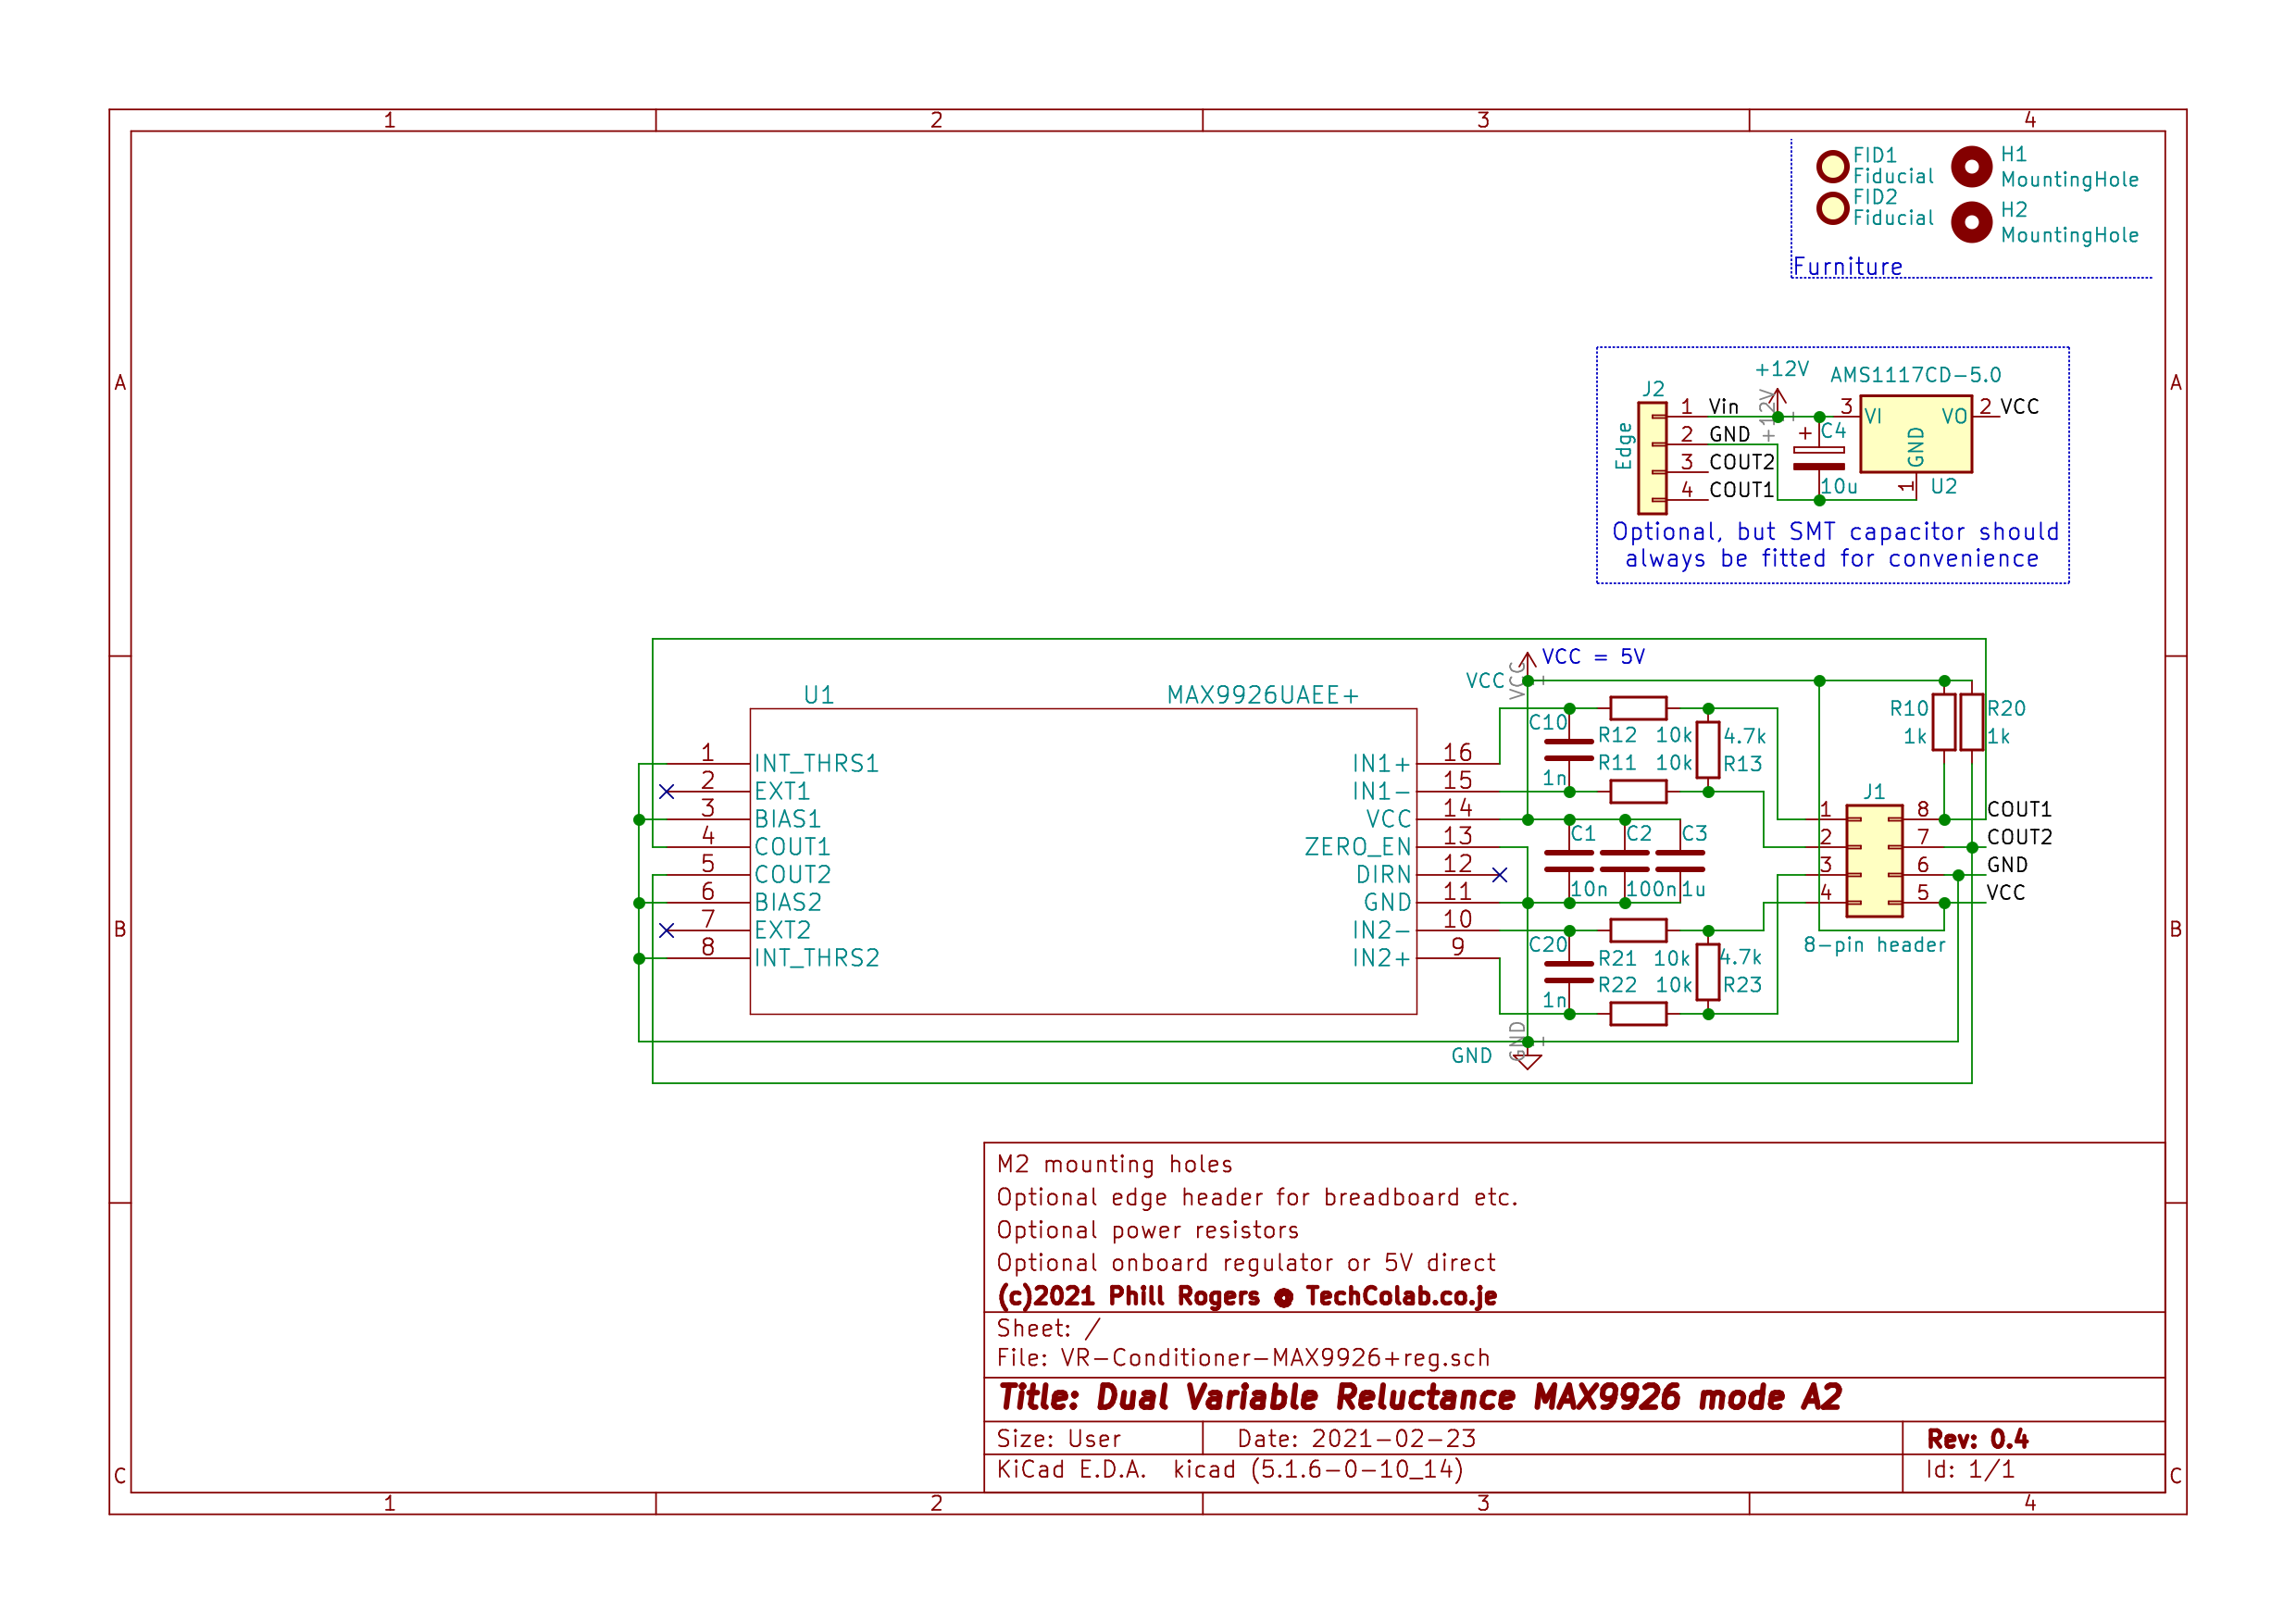 1 2 3 4
FID1
Fiducial
FID2
Fiducial
H1
MountingHole
H2
MountingHole
Furniture
A A
+12V
AMS1117CD-5.0
J2
Edge
1 Vin
2 GND
3 COUT2
4 COUT1
+12V
1
+ C4
10u
3 VI VO 2 VCC
GND
1 U2
Optional, but SMT capacitor should
always be fitted for convenience
VCC = 5V
VCC
VCC
1
U1 MAX9926UAEE+
1 INT_THRS1
2 EXT1
3 BIAS1
4 COUT1
5 COUT2
6 BIAS2
7 EXT2
8 INT_THRS2
IN1+ 16
IN1- 15
VCC 14
ZERO_EN 13
DIRN 12
GND 11
IN2- 10
IN2+ 9
C10
1n
R12 10k
R11 10k
4.7k
R13
C1 C2 C3
10n 100n 1u
C20
1n
R21 10k
R22 10k
4.7k
R23
R10
1k
R20
1k
J1
1 8 COUT1
2 7 COUT2
3 6 GND
4 5 VCC
8-pin header
GND
GND
1
B B
M2 mounting holes
Optional edge header for breadboard etc.
Optional power resistors
Optional onboard regulator or 5V direct
(c)2021 Phill Rogers @ TechColab.co.je
Sheet: /
File: VR-Conditioner-MAX9926+reg.sch
Title: Dual Variable Reluctance MAX9926 mode A2
Size: User Date: 2021-02-23 Rev: 0.4
KiCad E.D.A. kicad (5.1.6-0-10_14) Id: 1/1
C C
1 2 3 4